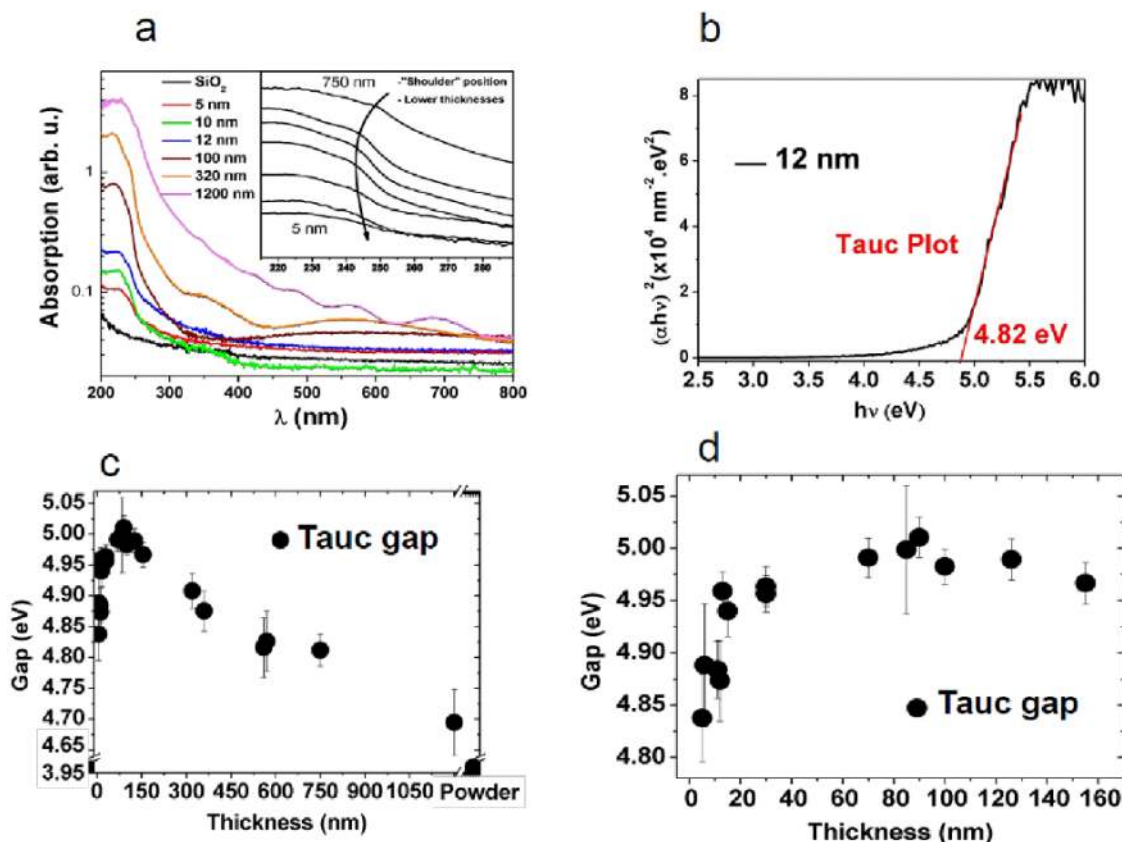 a
Absorption (arb. u.)
1
0.1
SiO₂
5 nm
10 nm
12 nm
100 nm
320 nm
1200 nm
750 nm
-"Shoulder" position
- Lower thicknesses
5 nm
220 230 240 250 260 270 280
200 300 400 500 600 700 800
λ (nm)
b
(αhν)²(x10⁴ nm⁻².eV²)
8
6
4
2
0
12 nm
Tauc Plot
4.82 eV
2.5 3.0 3.5 4.0 4.5 5.0 5.5 6.0
hν (eV)
c
Gap (eV)
5.05
5.00
4.95
4.90
4.85
4.80
4.75
4.70
4.65
3.95
Tauc gap
0 150 300 450 600 750 900 1050 Powder
Thickness (nm)
d
Gap (eV)
5.05
5.00
4.95
4.90
4.85
4.80
Tauc gap
0 20 40 60 80 100 120 140 160
Thickness (nm)